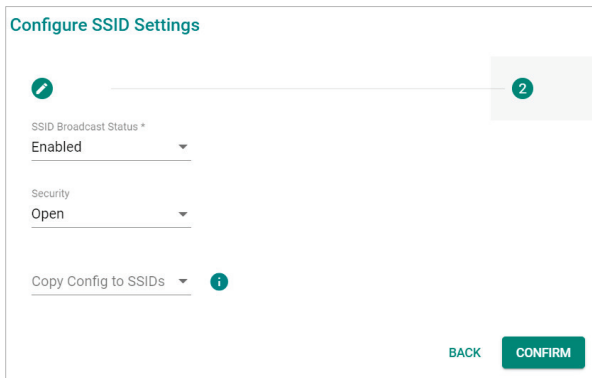 Configure SSID Settings
2
SSID Broadcast Status *
Enabled
Security
Open
Copy Config to SSIDs
i
BACK CONFIRM